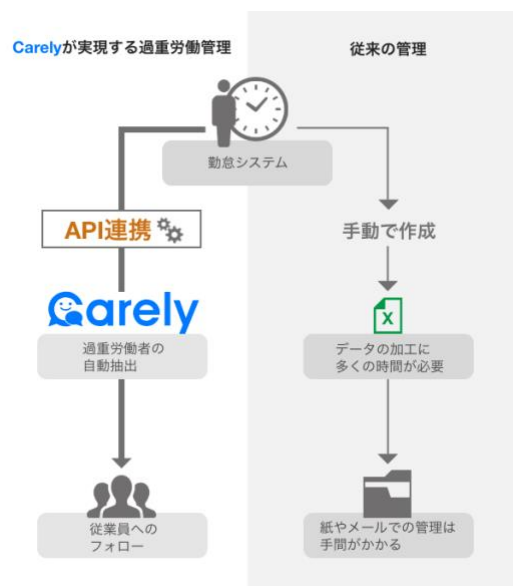 Carelyが実現する過重労働管理
従来の管理
勤怠システム
API連携
手動で作成
Carely
X
過重労働者の
自動抽出
データの加工に
多くの時間が必要
従業員への
フォロー
紙やメールでの管理は
手間がかかる